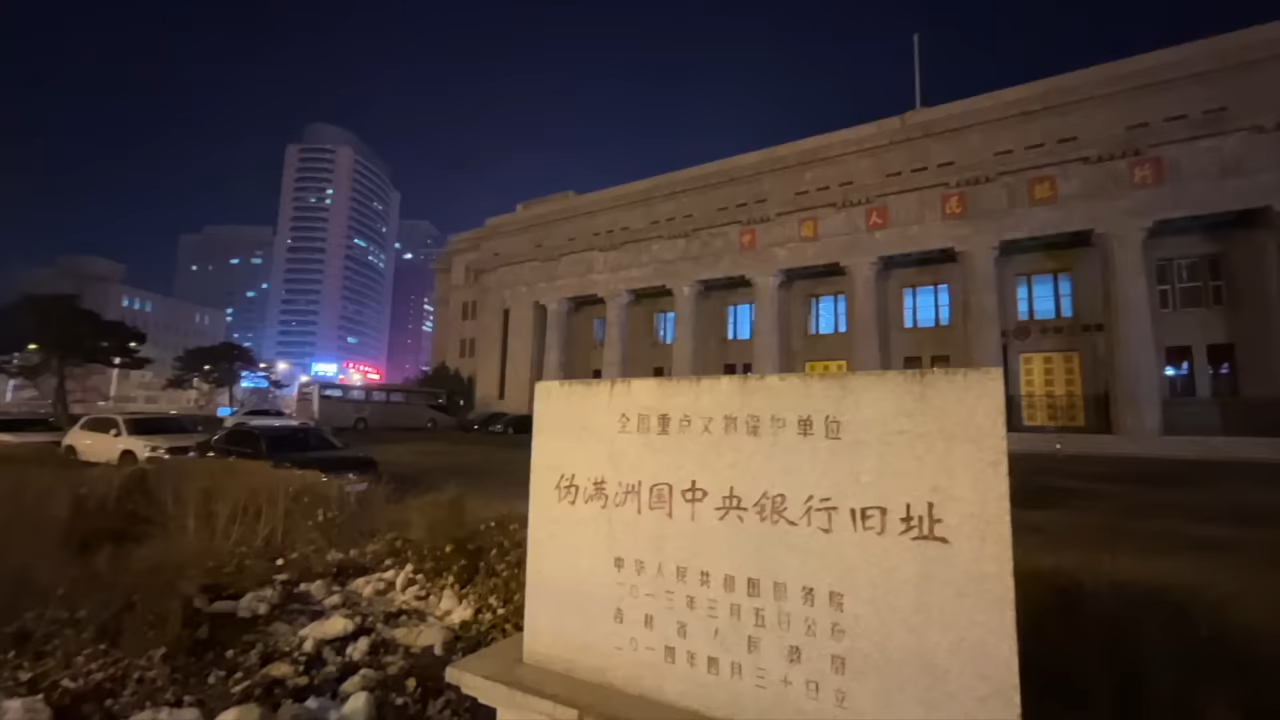 中国人民银行
全国重点文物保护单位
伪满洲国中央银行旧址
中华人民共和国国务院
二〇一三年三月五日公布
吉林省人民政府
二〇一四年四月三十日立